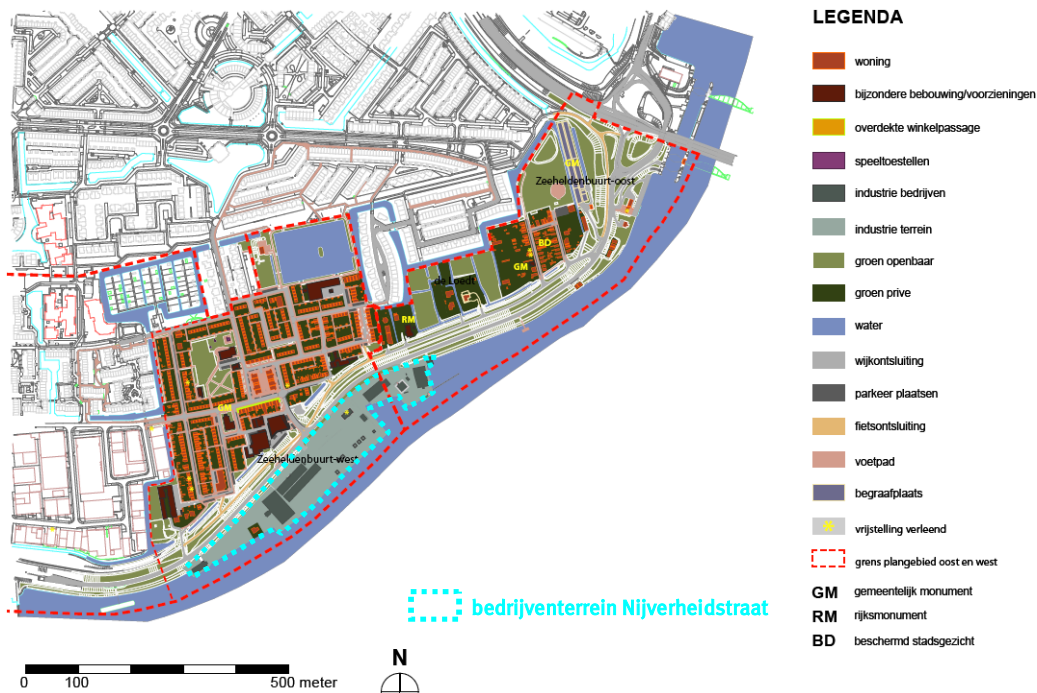 LEGENDA
woning
bijzondere bebouwing/voorzieningen
overdekte winkelpassage
speeltoestellen
industrie bedrijven
industrie terrein
groen openbaar
groen prive
water
wijkontsluiting
parkeer plaatsen
fietsontsluiting
voetpad
begraafplaats
vrijstelling verleend
grens plangebied oost en west
GM gemeentelijk monument
RM rijksmonument
BD beschermd stadsgezicht
GM
Zeeheldenbuurt-oost
BD
GM
de Loedt
RM
GM
Zeeheldenbuurt-west
bedrijventerrein Nijverheidstraat
N
0 100 500 meter